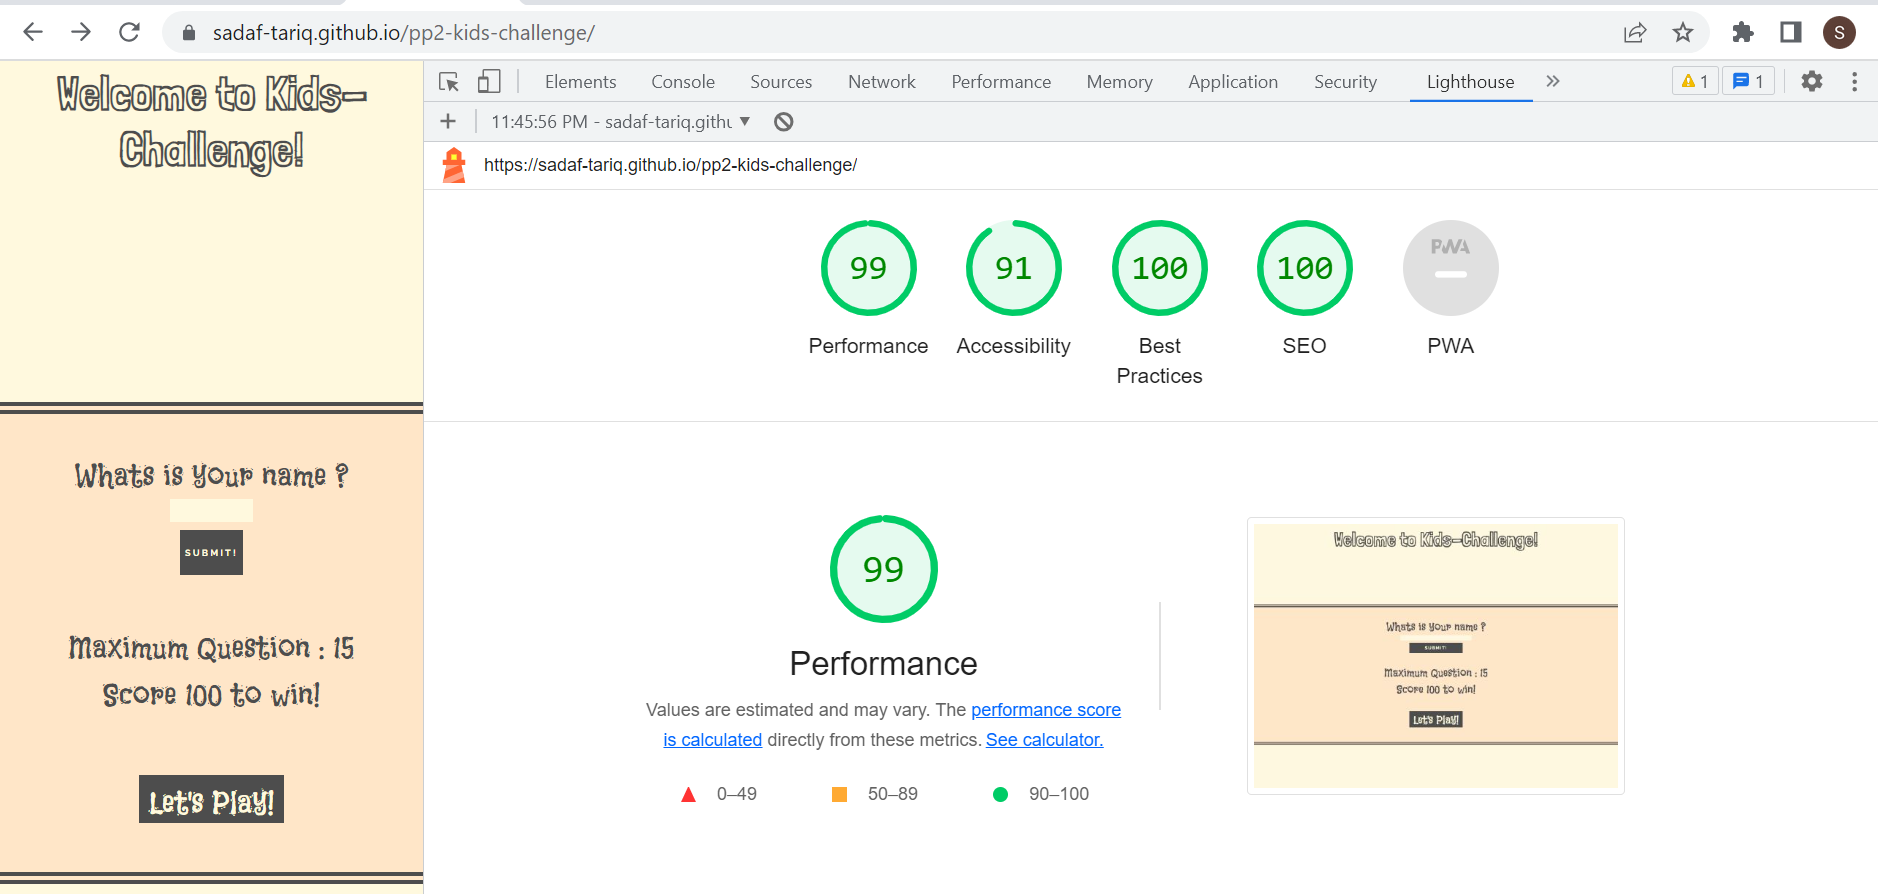 sadaf-tariq.github.io/pp2-kids-challenge/
S
Welcome to Kids-
Challenge!
Whats is your name ?
SUBMIT!
Maximum Question : 15
Score 100 to win!
Let's Play!
Elements Console Sources Network Performance Memory Application Security Lighthouse » 1 1
+ 11:45:56 PM - sadaf-tariq.githu
https://sadaf-tariq.github.io/pp2-kids-challenge/
99 91 100 100 PWA
Performance Accessibility Best Practices SEO PWA
99
Performance
Values are estimated and may vary. The performance score
is calculated directly from these metrics. See calculator.
0–49 50–89 90–100
Welcome to Kids-Challenge!
Whats is your name ?
SUBMIT!
Maximum Question : 15
Score 100 to win!
Let's Play!